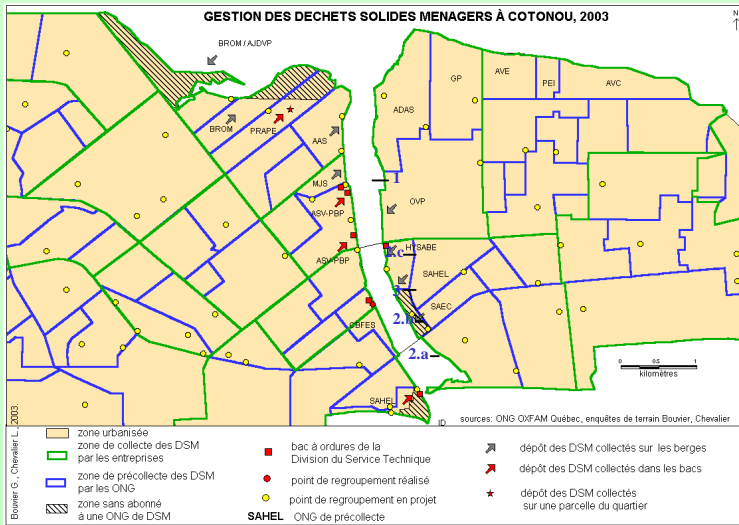 GESTION DES DECHETS SOLIDES MENAGERS À COTONOU, 2003
N
BROM / AJDVP
GP
AVE
PEI
AVC
ADAS
BROM
PRAPE
AAS
MJS
1
OVP
ASV-PBP
ASV-PBP
HYSABE
SAHEL
SAEC
OBFES
2.a
SAHEL
ID
0 0.5 1
kilomètres
sources: ONG OXFAM Québec, enquêtes de terrain Bouvier, Chevalier
Bouvier G., Chevalier L., 2003.
zone urbanisée
zone de collecte des DSM
par les entreprises
zone de précollecte des DSM
par les ONG
zone sans abonné
à une ONG de DSM
bac à ordures de la
Division du Service Technique
point de regroupement réalisé
point de regroupement en projet
SAHEL ONG de précollecte
dépôt des DSM collectés sur les berges
dépôt des DSM collectés dans les bacs
dépôt des DSM collectés
sur une parcelle du quartier